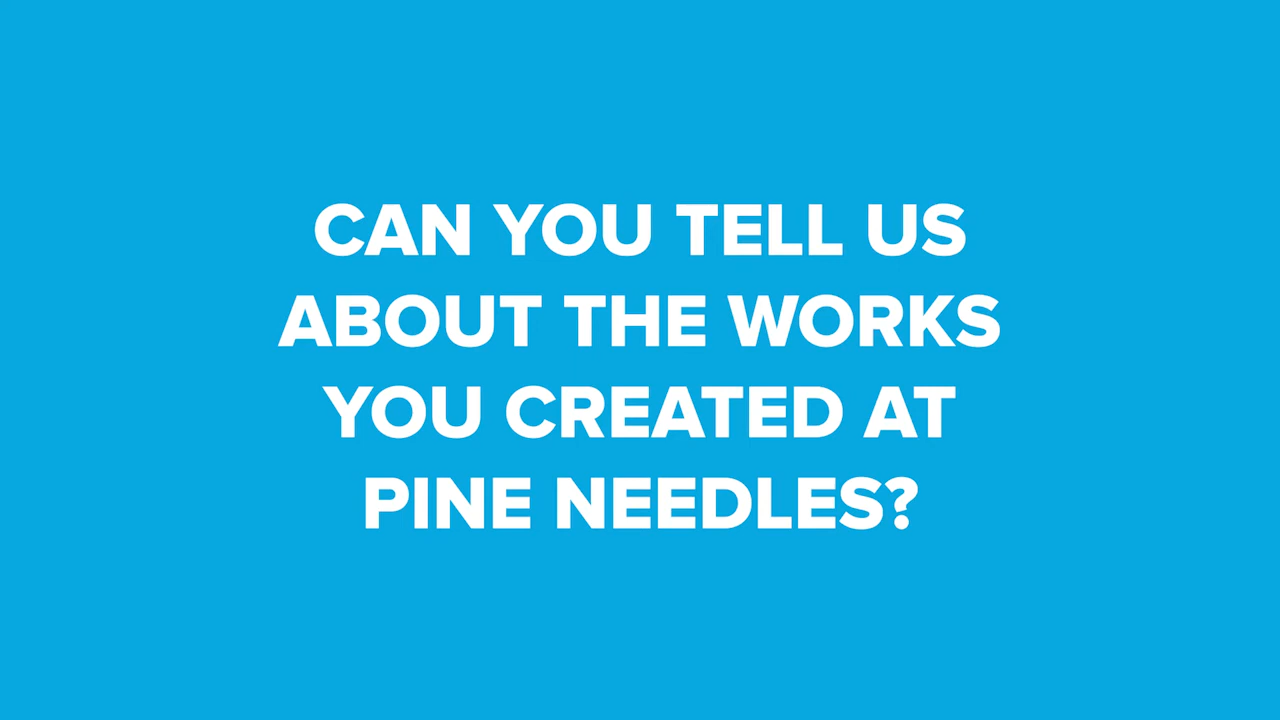 CAN YOU TELL US
ABOUT THE WORKS
YOU CREATED AT
PINE NEEDLES?